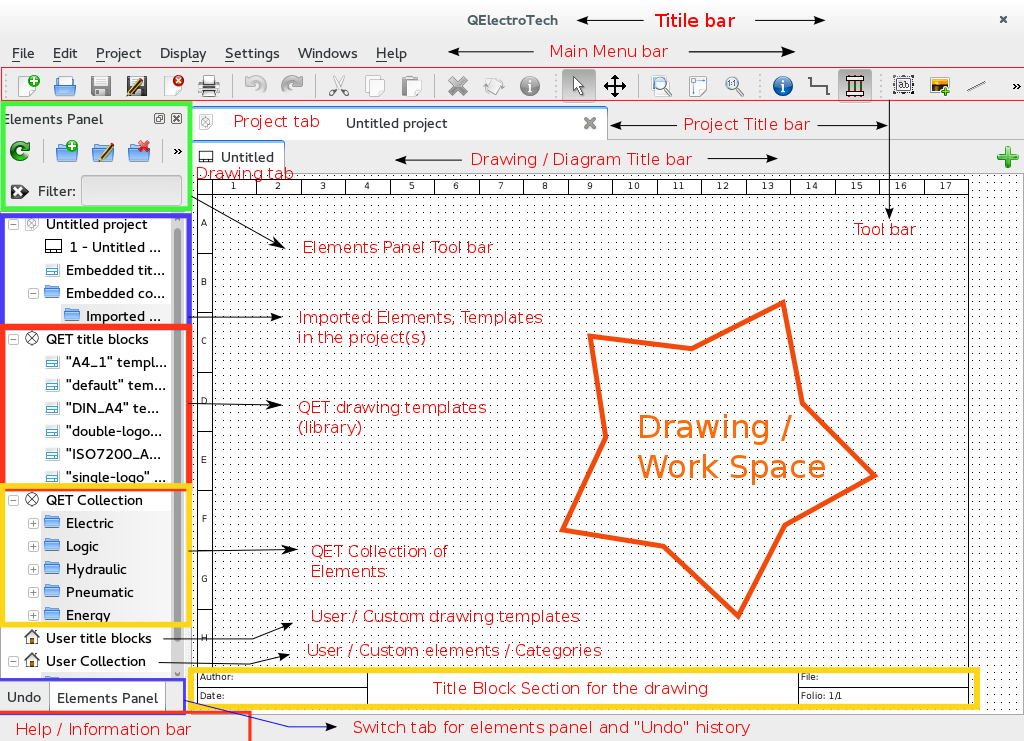 QElectroTech
Titile bar
File Edit Project Display Settings Windows Help
Main Menu bar
Elements Panel
Project tab
Untitled project
Project Title bar
Untitled
Drawing / Diagram Title bar
Drawing tab
Filter:
1 2 3 4 5 6 7 8 9 10 11 12 13 14 15 16 17
A
B
C
D
E
F
G
H
Tool bar
Elements Panel Tool bar
Untitled project
1 - Untitled ...
Embedded tit...
Embedded co...
Imported ...
Imported Elements, Templates
in the project(s)
QET title blocks
"A4_1" templ...
"default" tem...
"DIN_A4" te...
"double-logo...
"ISO7200_A...
"single-logo" ...
QET drawing templates
(library)
Drawing /
Work Space
QET Collection
Electric
Logic
Hydraulic
Pneumatic
Energy
QET Collection of
Elements
User title blocks
User / Custom drawing templates
User Collection
User / Custom elements / Categories
Author:
Date:
Title Block Section for the drawing
File:
Folio: 1/1
Undo
Elements Panel
Help / Information bar
Switch tab for elements panel and "Undo" history